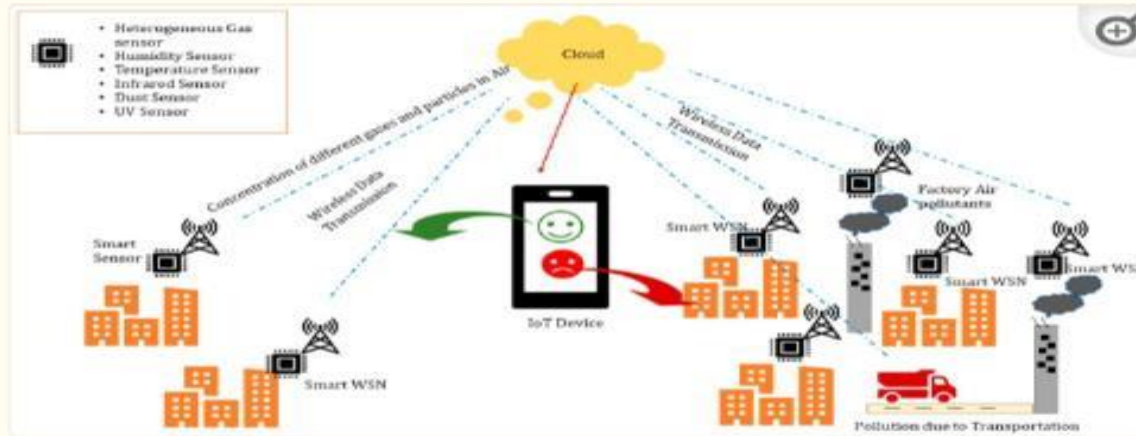 Heterogeneous Gas
sensor
Humidity Sensor
Temperature Sensor
Infrared Sensor
Dust Sensor
UV Sensor
Cloud
Concentration of different gases and particles in Air
Wireless Data
Transmission
Wireless Data
Transmission
Factory Air
pollutants
Smart
Sensor
Smart WSN
Smart WSN
Smart WS
IoT Device
Smart WSN
Pollution due to Transportation